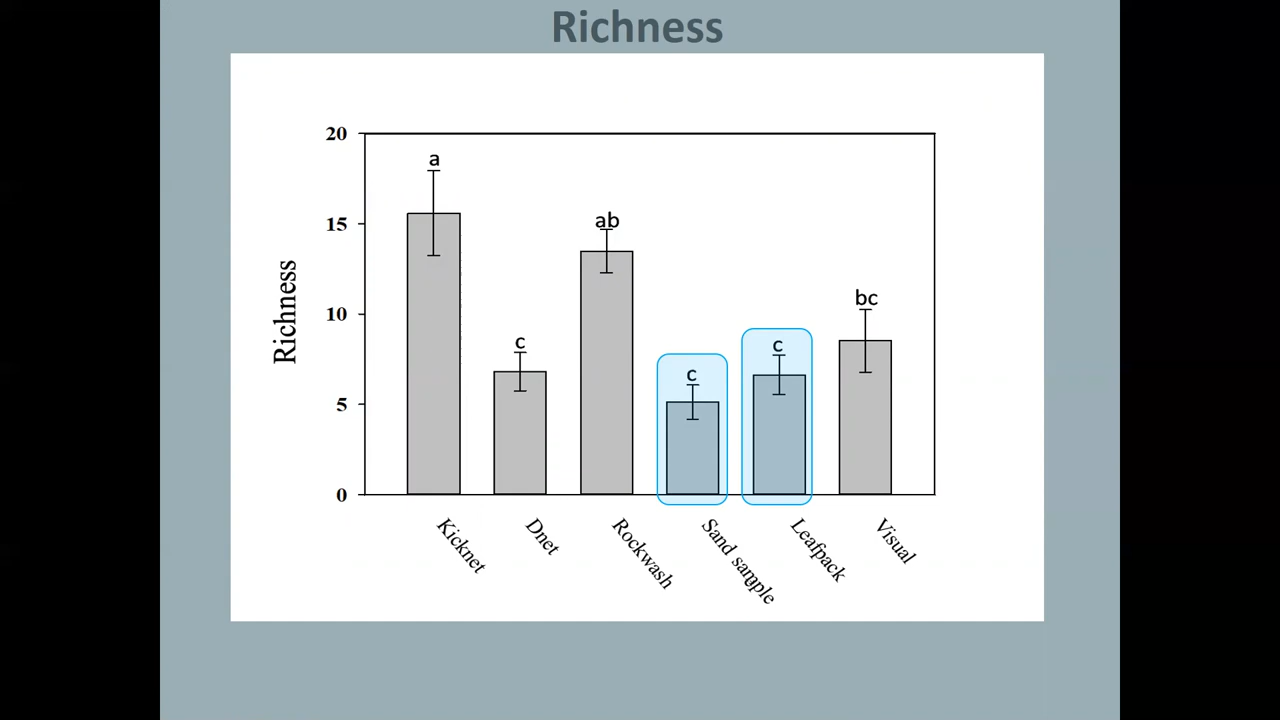 Richness
20
15
10
5
0
Richness
a
c
ab
c
c
bc
Kicknet
Dnet
Rockwash
Sand sample
Leafpack
Visual